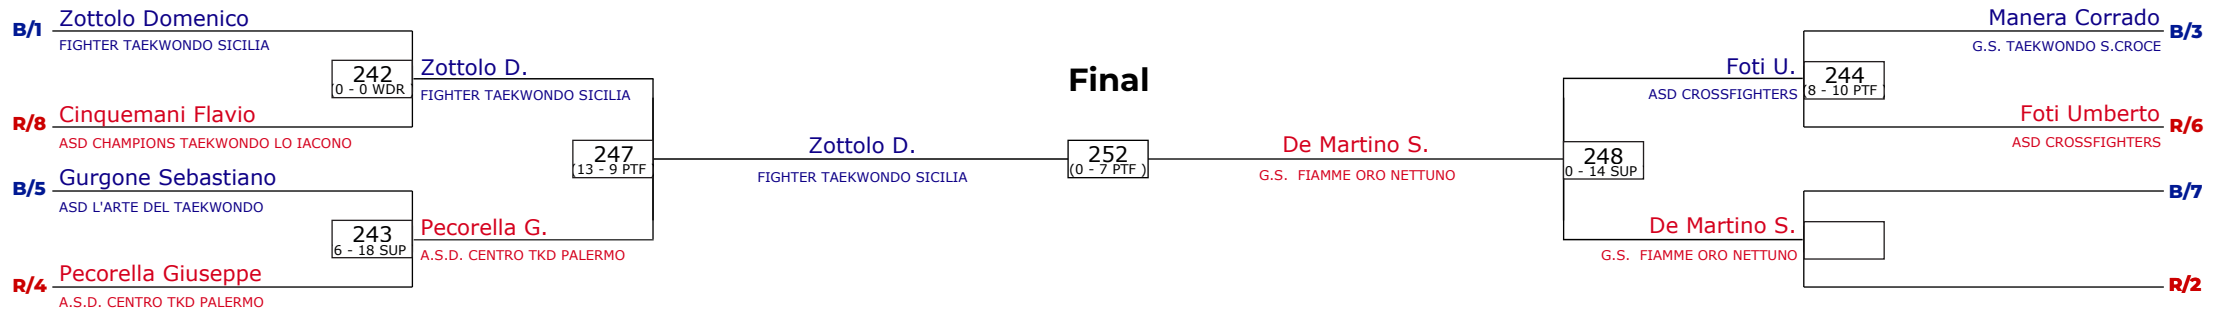 B/1
Zottolo Domenico
FIGHTER TAEKWONDO SICILIA
242
(0 - 0 WDR
R/8
Cinquemani Flavio
ASD CHAMPIONS TAEKWONDO LO IACONO
Zottolo D.
FIGHTER TAEKWONDO SICILIA
247
(13 - 9 PTF
B/5
Gurgone Sebastiano
ASD L'ARTE DEL TAEKWONDO
243
6 - 18 SUP
R/4
Pecorella Giuseppe
A.S.D. CENTRO TKD PALERMO
Pecorella G.
A.S.D. CENTRO TKD PALERMO
Zottolo D.
FIGHTER TAEKWONDO SICILIA
Final
252
(0 - 7 PTF )
De Martino S.
G.S. FIAMME ORO NETTUNO
248
0 - 14 SUP
Foti U.
ASD CROSSFIGHTERS
De Martino S.
G.S. FIAMME ORO NETTUNO
Manera Corrado
B/3
G.S. TAEKWONDO S.CROCE
244
(8 - 10 PTF
Foti Umberto
R/6
ASD CROSSFIGHTERS
B/7
R/2